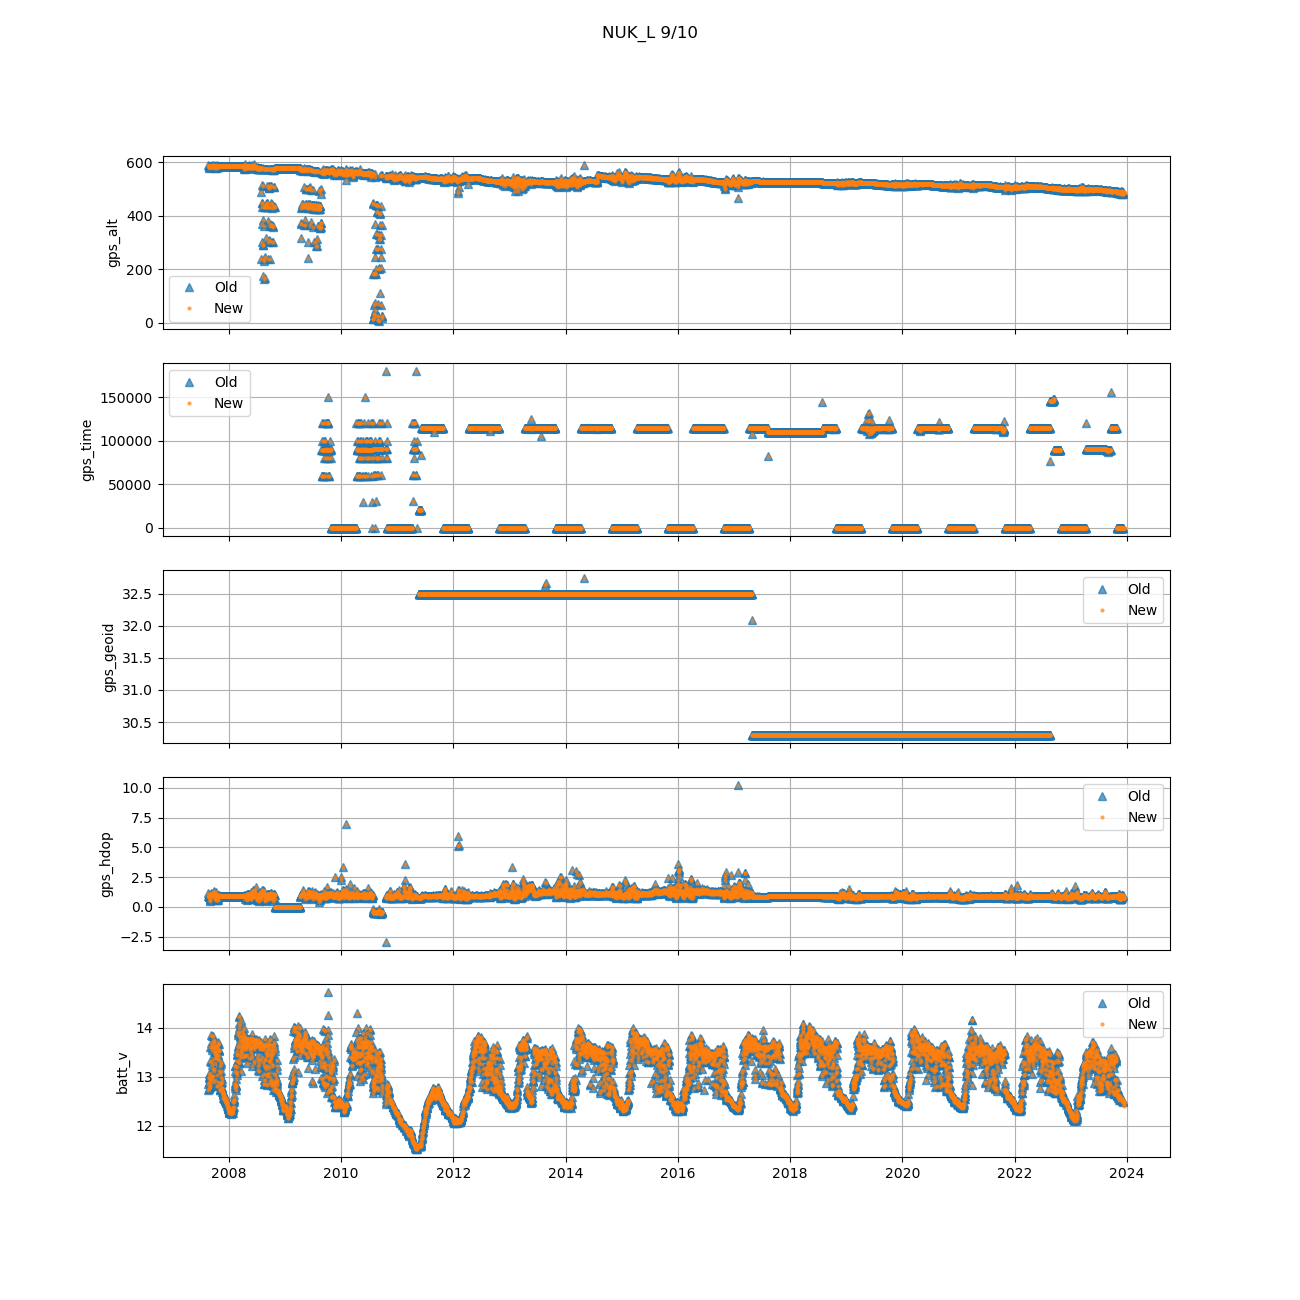 NUK_L 9/10
600
400
200
0
gps_alt
Old
New
150000
100000
50000
0
gps_time
Old
New
32.5
32.0
31.5
31.0
30.5
gps_geoid
Old
New
10.0
7.5
5.0
2.5
0.0
−2.5
gps_hdop
Old
New
14
13
12
batt_v
Old
New
2008 2010 2012 2014 2016 2018 2020 2022 2024